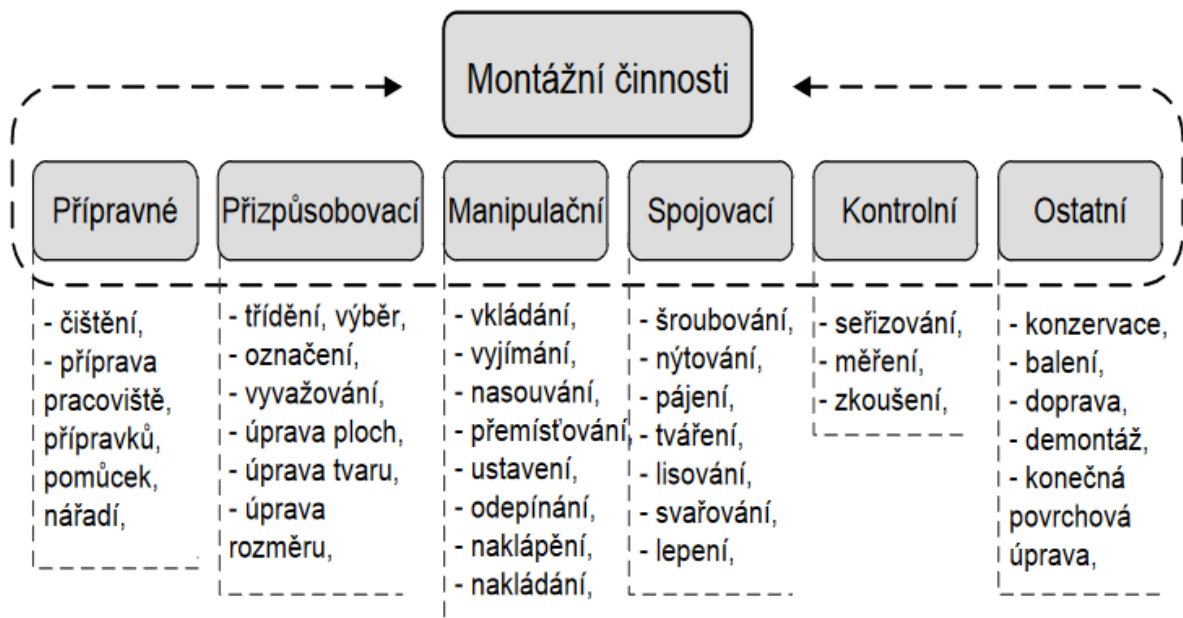 Montážní činnosti
Přípravné
- čištění,
- příprava
pracoviště,
přípravků,
pomůcek,
nářadí,
Přizpůsobovací
- třídění, výběr,
- označení,
- vyvažování,
- úprava ploch,
- úprava tvaru,
- úprava
rozměru,
Manipulační
- vkládání,
- vyjímání,
- nasouvání,
- přemísťování,
- ustavení,
- odepínání,
- naklápění,
- nakládání,
Spojovací
- šroubování,
- nýtování,
- pájení,
- tváření,
- lisování,
- svařování,
- lepení,
Kontrolní
- seřizování,
- měření,
- zkoušení,
Ostatní
- konzervace,
- balení,
- doprava,
- demontáž,
- konečná
povrchová
úprava,